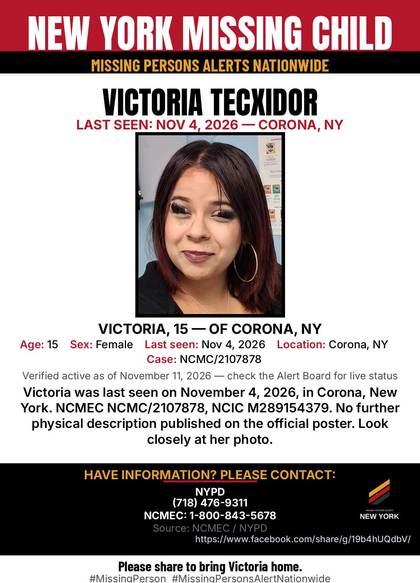 NEW YORK MISSING CHILD
MISSING PERSONS ALERTS NATIONWIDE
VICTORIA TECXIDOR
LAST SEEN: NOV 4, 2026 — CORONA, NY
VICTORIA, 15 — OF CORONA, NY
Age: 15 Sex: Female Last seen: Nov 4, 2026 Location: Corona, NY
Case: NCMC/2107878
Verified active as of November 11, 2026 — check the Alert Board for live status
Victoria was last seen on November 4, 2026, in Corona, New
York. NCMEC NCMC/2107878, NCIC M289154379. No further
physical description published on the official poster. Look
closely at her photo.
HAVE INFORMATION? PLEASE CONTACT:
NYPD
(718) 476-9311
NCMEC: 1-800-843-5678
Source: NCMEC / NYPD
https://www.facebook.com/share/g/19b4hUQdbV/
NEW YORK
Please share to bring Victoria home.
#MissingPerson #MissingPersonsAlertNationwide